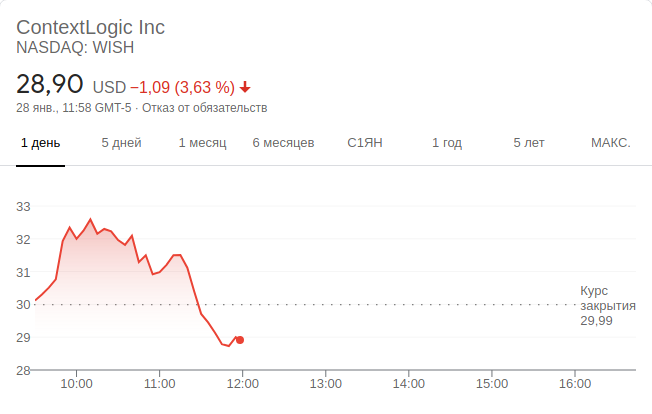 ContextLogic Inc
NASDAQ: WISH
28,90 USD −1,09 (3,63 %)
28 янв., 11:58 GMT-5 · Отказ от обязательств
1 день 5 дней 1 месяц 6 месяцев С1ЯН 1 год 5 лет МАКС.
33
32
31
30
29
28
Курс
закрытия
29,99
10:00 11:00 12:00 13:00 14:00 15:00 16:00